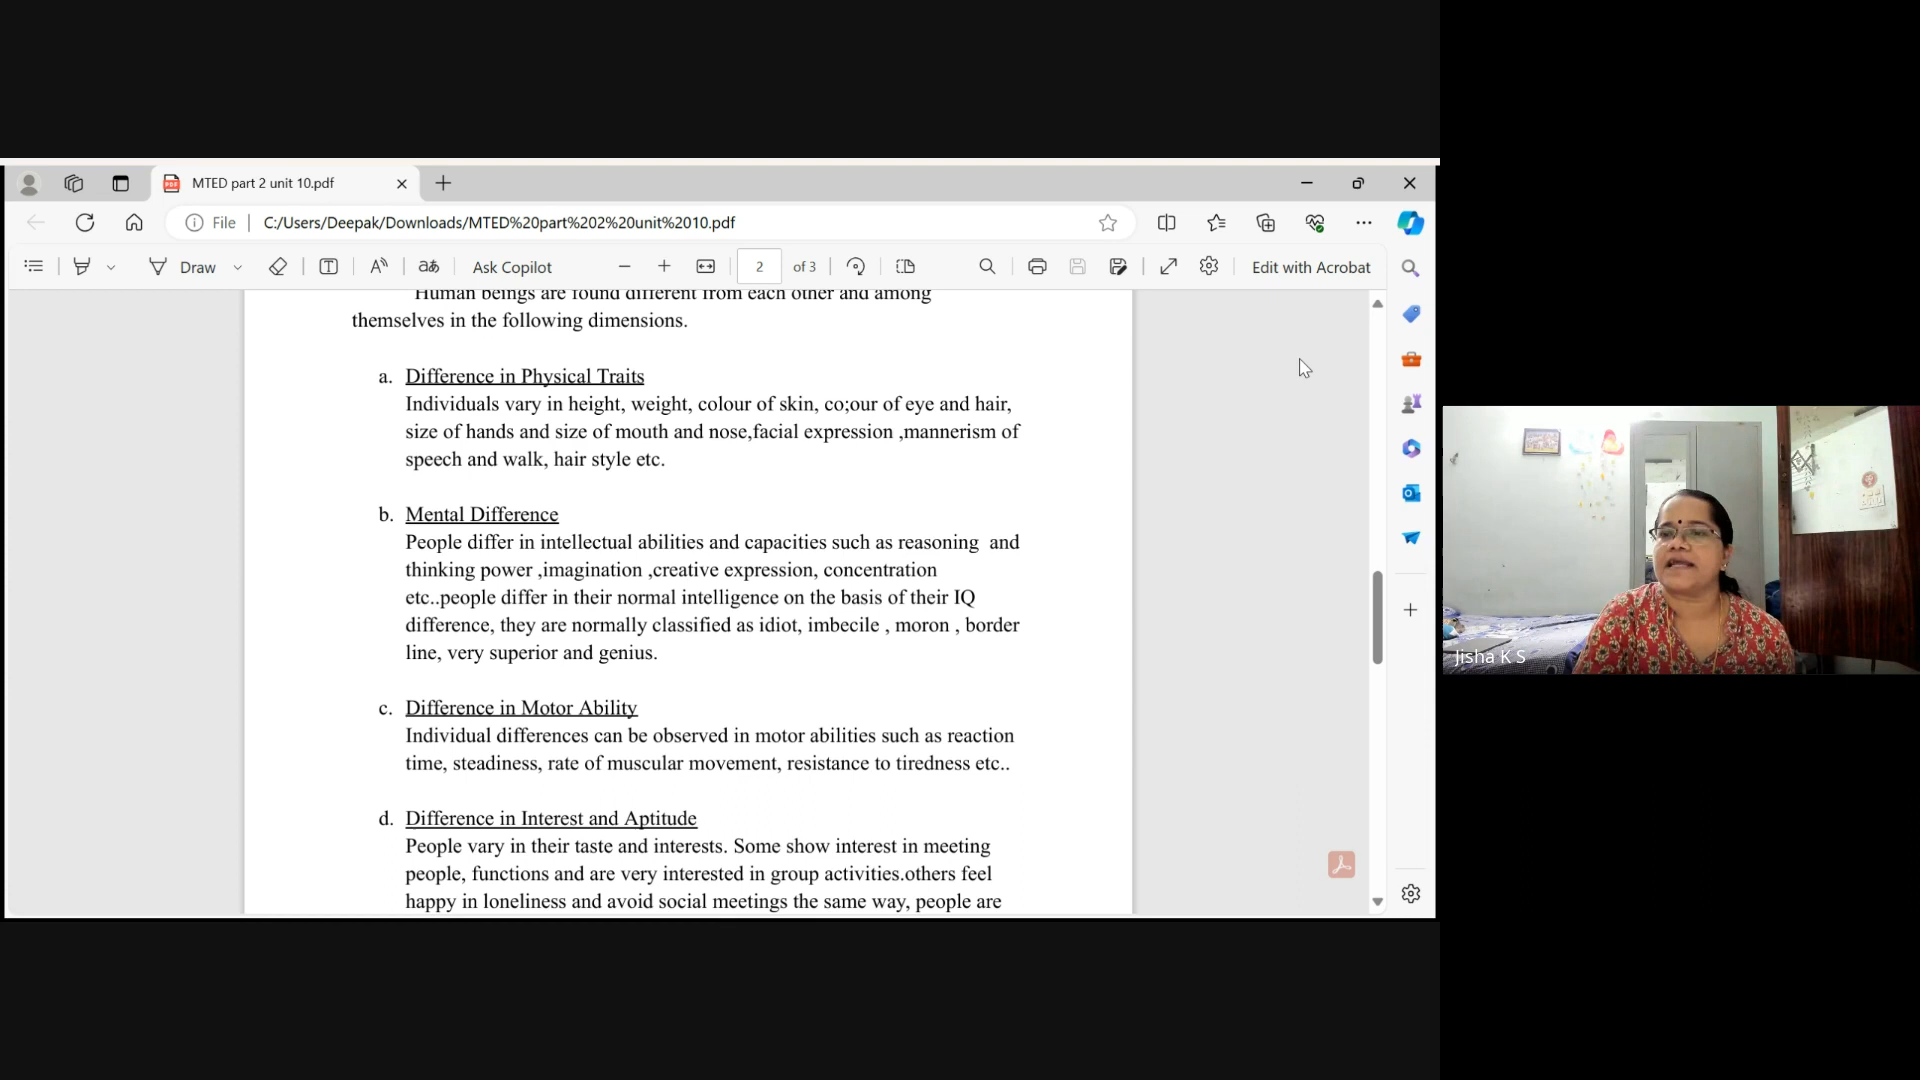 MTED part 2 unit 10.pdf
File
C:/Users/Deepak/Downloads/MTED%20part%202%20unit%2010.pdf
Draw
aあ
Ask Copilot
2
of 3
Edit with Acrobat
Human beings are found different from each other and among
themselves in the following dimensions.
a. Difference in Physical Traits
Individuals vary in height, weight, colour of skin, co;our of eye and hair,
size of hands and size of mouth and nose,facial expression ,mannerism of
speech and walk, hair style etc.
b. Mental Difference
People differ in intellectual abilities and capacities such as reasoning  and
thinking power ,imagination ,creative expression, concentration
etc..people differ in their normal intelligence on the basis of their IQ
difference, they are normally classified as idiot, imbecile , moron , border
line, very superior and genius.
c. Difference in Motor Ability
Individual differences can be observed in motor abilities such as reaction
time, steadiness, rate of muscular movement, resistance to tiredness etc..
d. Difference in Interest and Aptitude
People vary in their taste and interests. Some show interest in meeting
people, functions and are very interested in group activities.others feel
happy in loneliness and avoid social meetings the same way, people are
Jisha K S